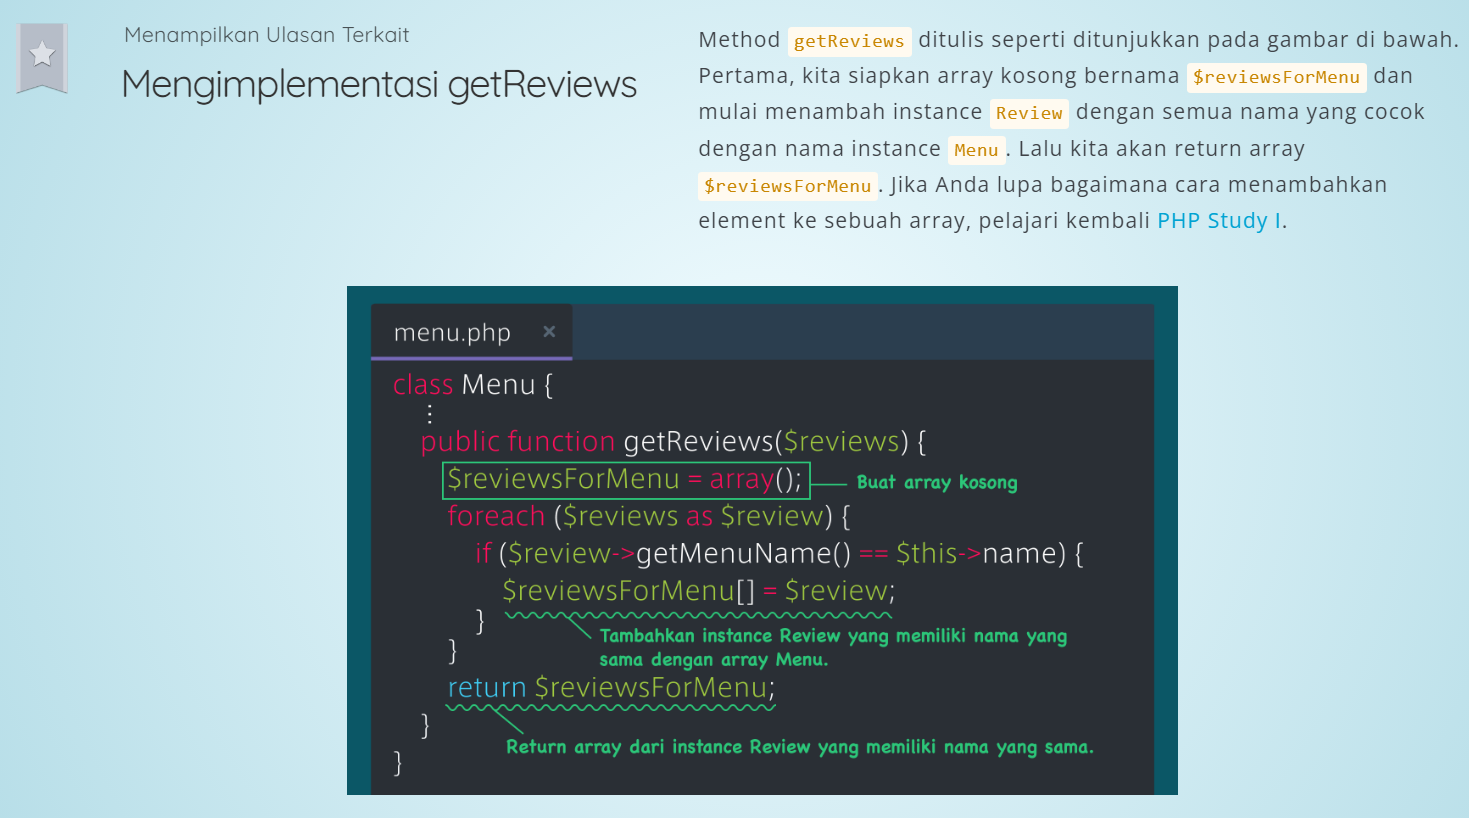 Menampilkan Ulasan Terkait
Mengimplementasi getReviews
Method getReviews ditulis seperti ditunjukkan pada gambar di bawah.
Pertama, kita siapkan array kosong bernama $reviewsForMenu dan
mulai menambah instance Review dengan semua nama yang cocok
dengan nama instance Menu. Lalu kita akan return array
$reviewsForMenu. Jika Anda lupa bagaimana cara menambahkan
element ke sebuah array, pelajari kembali PHP Study I.
menu.php ×
class Menu {
⋮
public function getReviews($reviews) {
$reviewsForMenu = array(); Buat array kosong
foreach ($reviews as $review) {
if ($review->getMenuName() == $this->name) {
$reviewsForMenu[] = $review;
}
Tambahkan instance Review yang memiliki nama yang
sama dengan array Menu.
}
return $reviewsForMenu;
}
Return array dari instance Review yang memiliki nama yang sama.
}